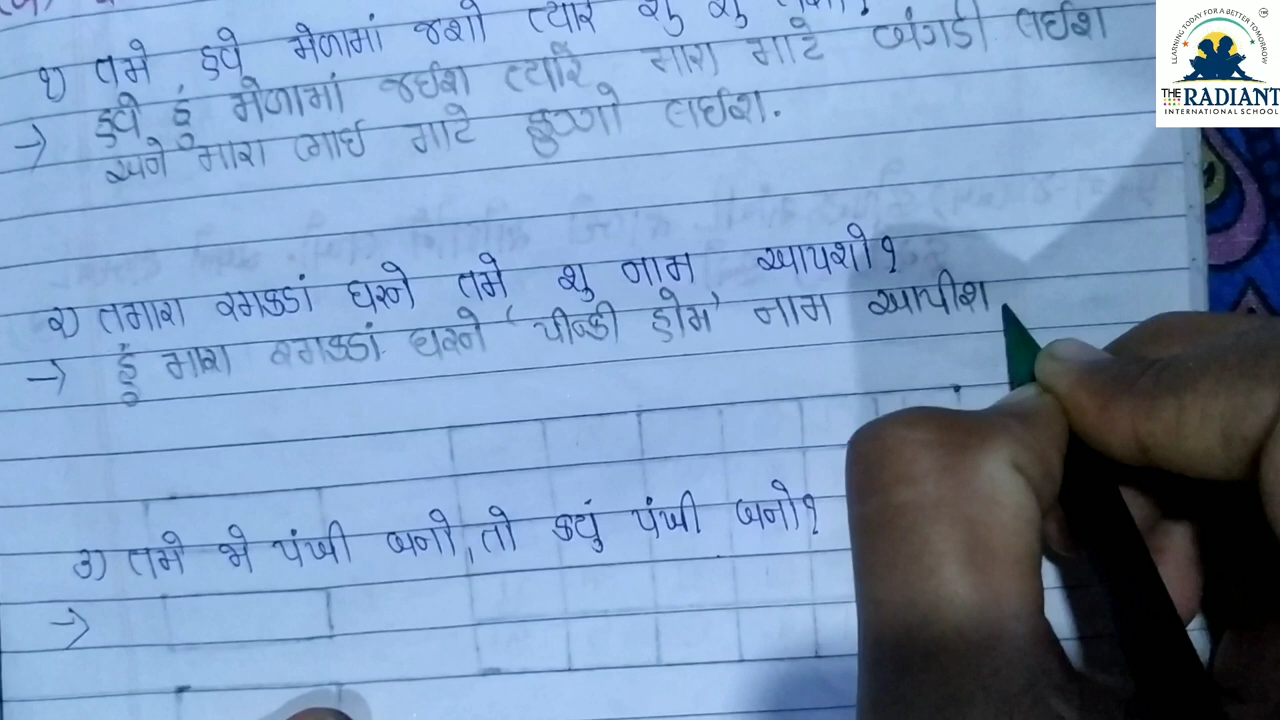 ૧) તમે હવે મેળામાં જશો ત્યારે શુ શુ
→ હવે હું મેળામાં જઈશ ત્યારે મારા માટે બંગડી લઈશ
અને મારા ભાઈ માટે ફુગ્ગો લઈશ.
૨) તમારા રમકડાં ઘરને તમે શુ નામ આપશો?
→ હું મારા રમકડાં ઘરને 'ચીબ્કી હોમ' નામ આપીશ
૩) તમે જો પંખી બનો, તો કયું પંખી બનો?
→
LEARNING TODAY FOR A BETTER TOMORROW
THE RADIANT
INTERNATIONAL SCHOOL
TM